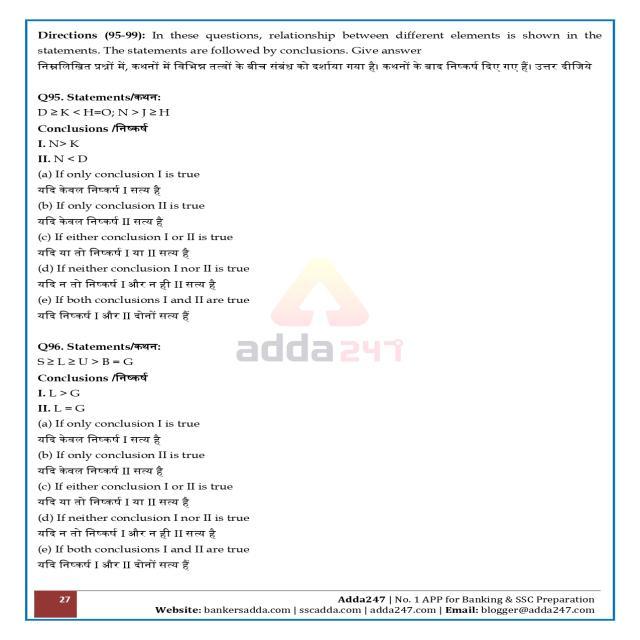 Directions (95-99): In these questions, relationship between different elements is shown in the
statements. The statements are followed by conclusions. Give answer
निम्नलिखित प्रश्नों में, कथनों में विभिन्न तत्वों के बीच संबंध को दर्शाया गया है। कथनों के बाद निष्कर्ष दिए गए हैं। उत्तर दीजिये
Q95. Statements/कथन:
D ≥ K < H=O; N > J ≥ H
Conclusions /निष्कर्ष
I. N> K
II. N < D
(a) If only conclusion I is true
यदि केवल निष्कर्ष I सत्य है
(b) If only conclusion II is true
यदि केवल निष्कर्ष II सत्य है
(c) If either conclusion I or II is true
यदि या तो निष्कर्ष I या II सत्य है
(d) If neither conclusion I nor II is true
यदि न तो निष्कर्ष I और न ही II सत्य है
(e) If both conclusions I and II are true
यदि निष्कर्ष I और II दोनों सत्य हैं
adda247
Q96. Statements/कथन:
S ≥ L ≥ U > B = G
Conclusions /निष्कर्ष
I. L > G
II. L = G
(a) If only conclusion I is true
यदि केवल निष्कर्ष I सत्य है
(b) If only conclusion II is true
यदि केवल निष्कर्ष II सत्य है
(c) If either conclusion I or II is true
यदि या तो निष्कर्ष I या II सत्य है
(d) If neither conclusion I nor II is true
यदि न तो निष्कर्ष I और न ही II सत्य है
(e) If both conclusions I and II are true
यदि निष्कर्ष I और II दोनों सत्य हैं
27
Adda247 | No. 1 APP for Banking & SSC Preparation
Website: bankersadda.com | sscadda.com | adda247.com | Email: blogger@adda247.com